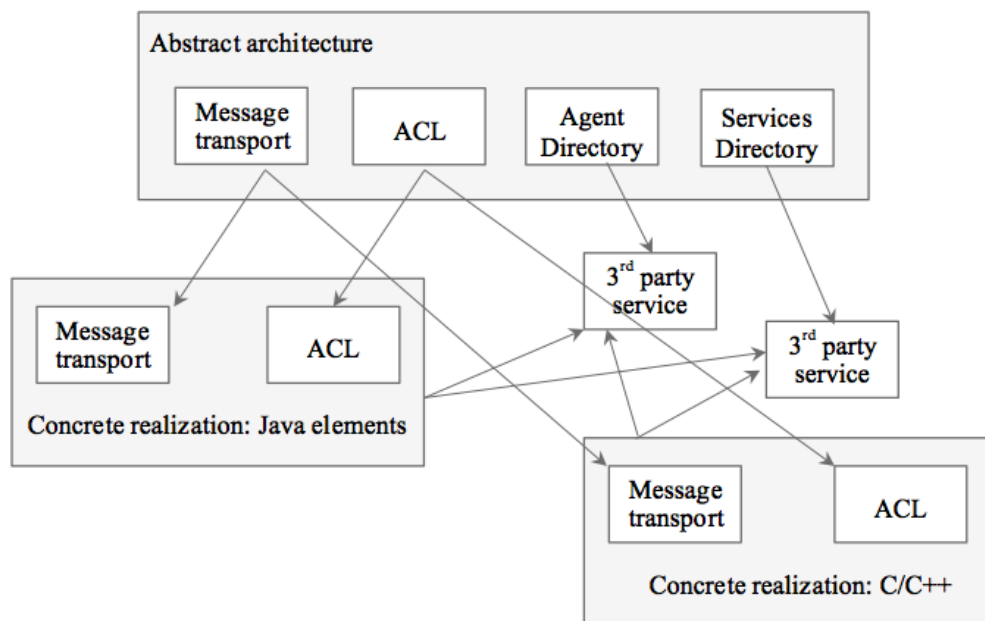 Abstract architecture
Message
transport
ACL
Agent
Directory
Services
Directory
3rd party
service
Message
transport
ACL
3rd party
service
Concrete realization: Java elements
Message
transport
ACL
Concrete realization: C/C++